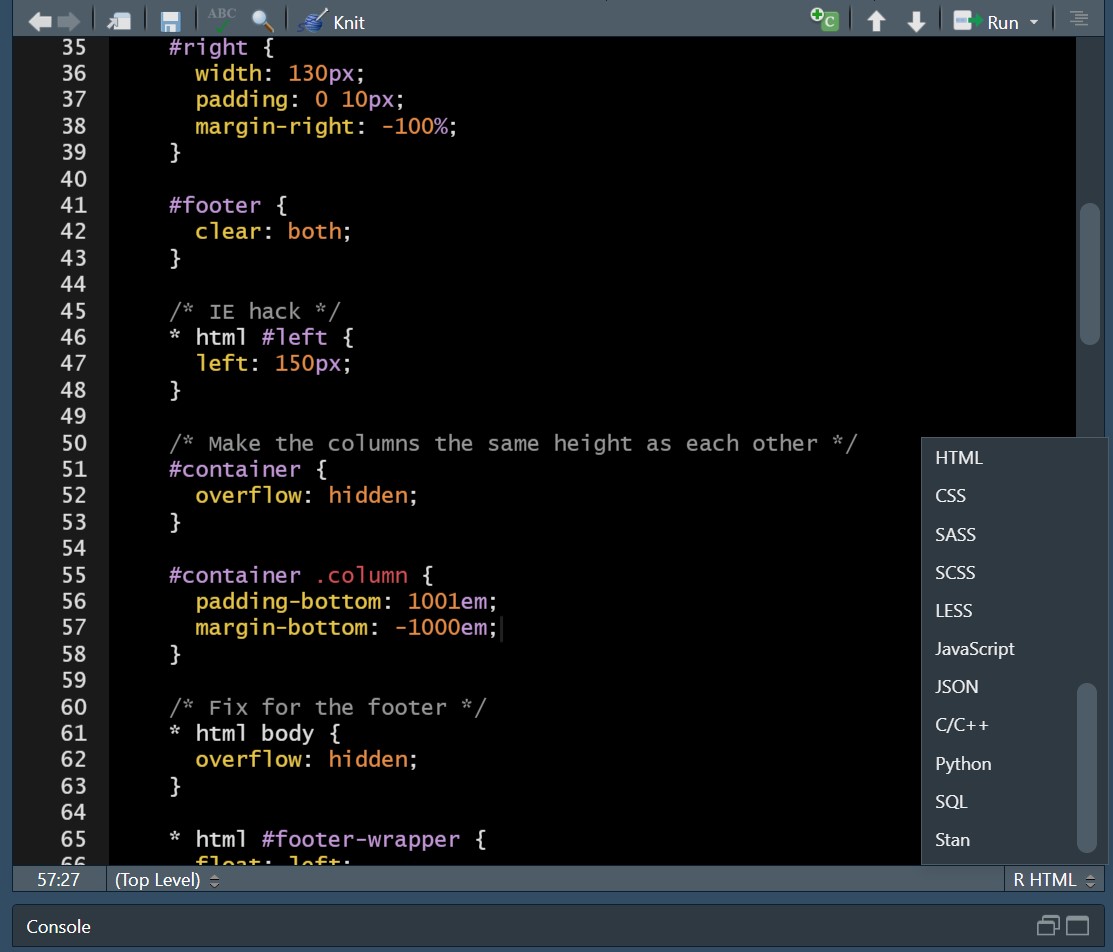 ABC Knit C Run
35 #right {
36 width: 130px;
37 padding: 0 10px;
38 margin-right: -100%;
39 }
40
41 #footer {
42 clear: both;
43 }
44
45 /* IE hack */
46 * html #left {
47 left: 150px;
48 }
49
50 /* Make the columns the same height as each other */
51 #container {
52 overflow: hidden;
53 }
54
55 #container .column {
56 padding-bottom: 1001em;
57 margin-bottom: -1000em;
58 }
59
60 /* Fix for the footer */
61 * html body {
62 overflow: hidden;
63 }
64
65 * html #footer-wrapper {
66 float: left;
HTML
CSS
SASS
SCSS
LESS
JavaScript
JSON
C/C++
Python
SQL
Stan
57:27 (Top Level) R HTML
Console